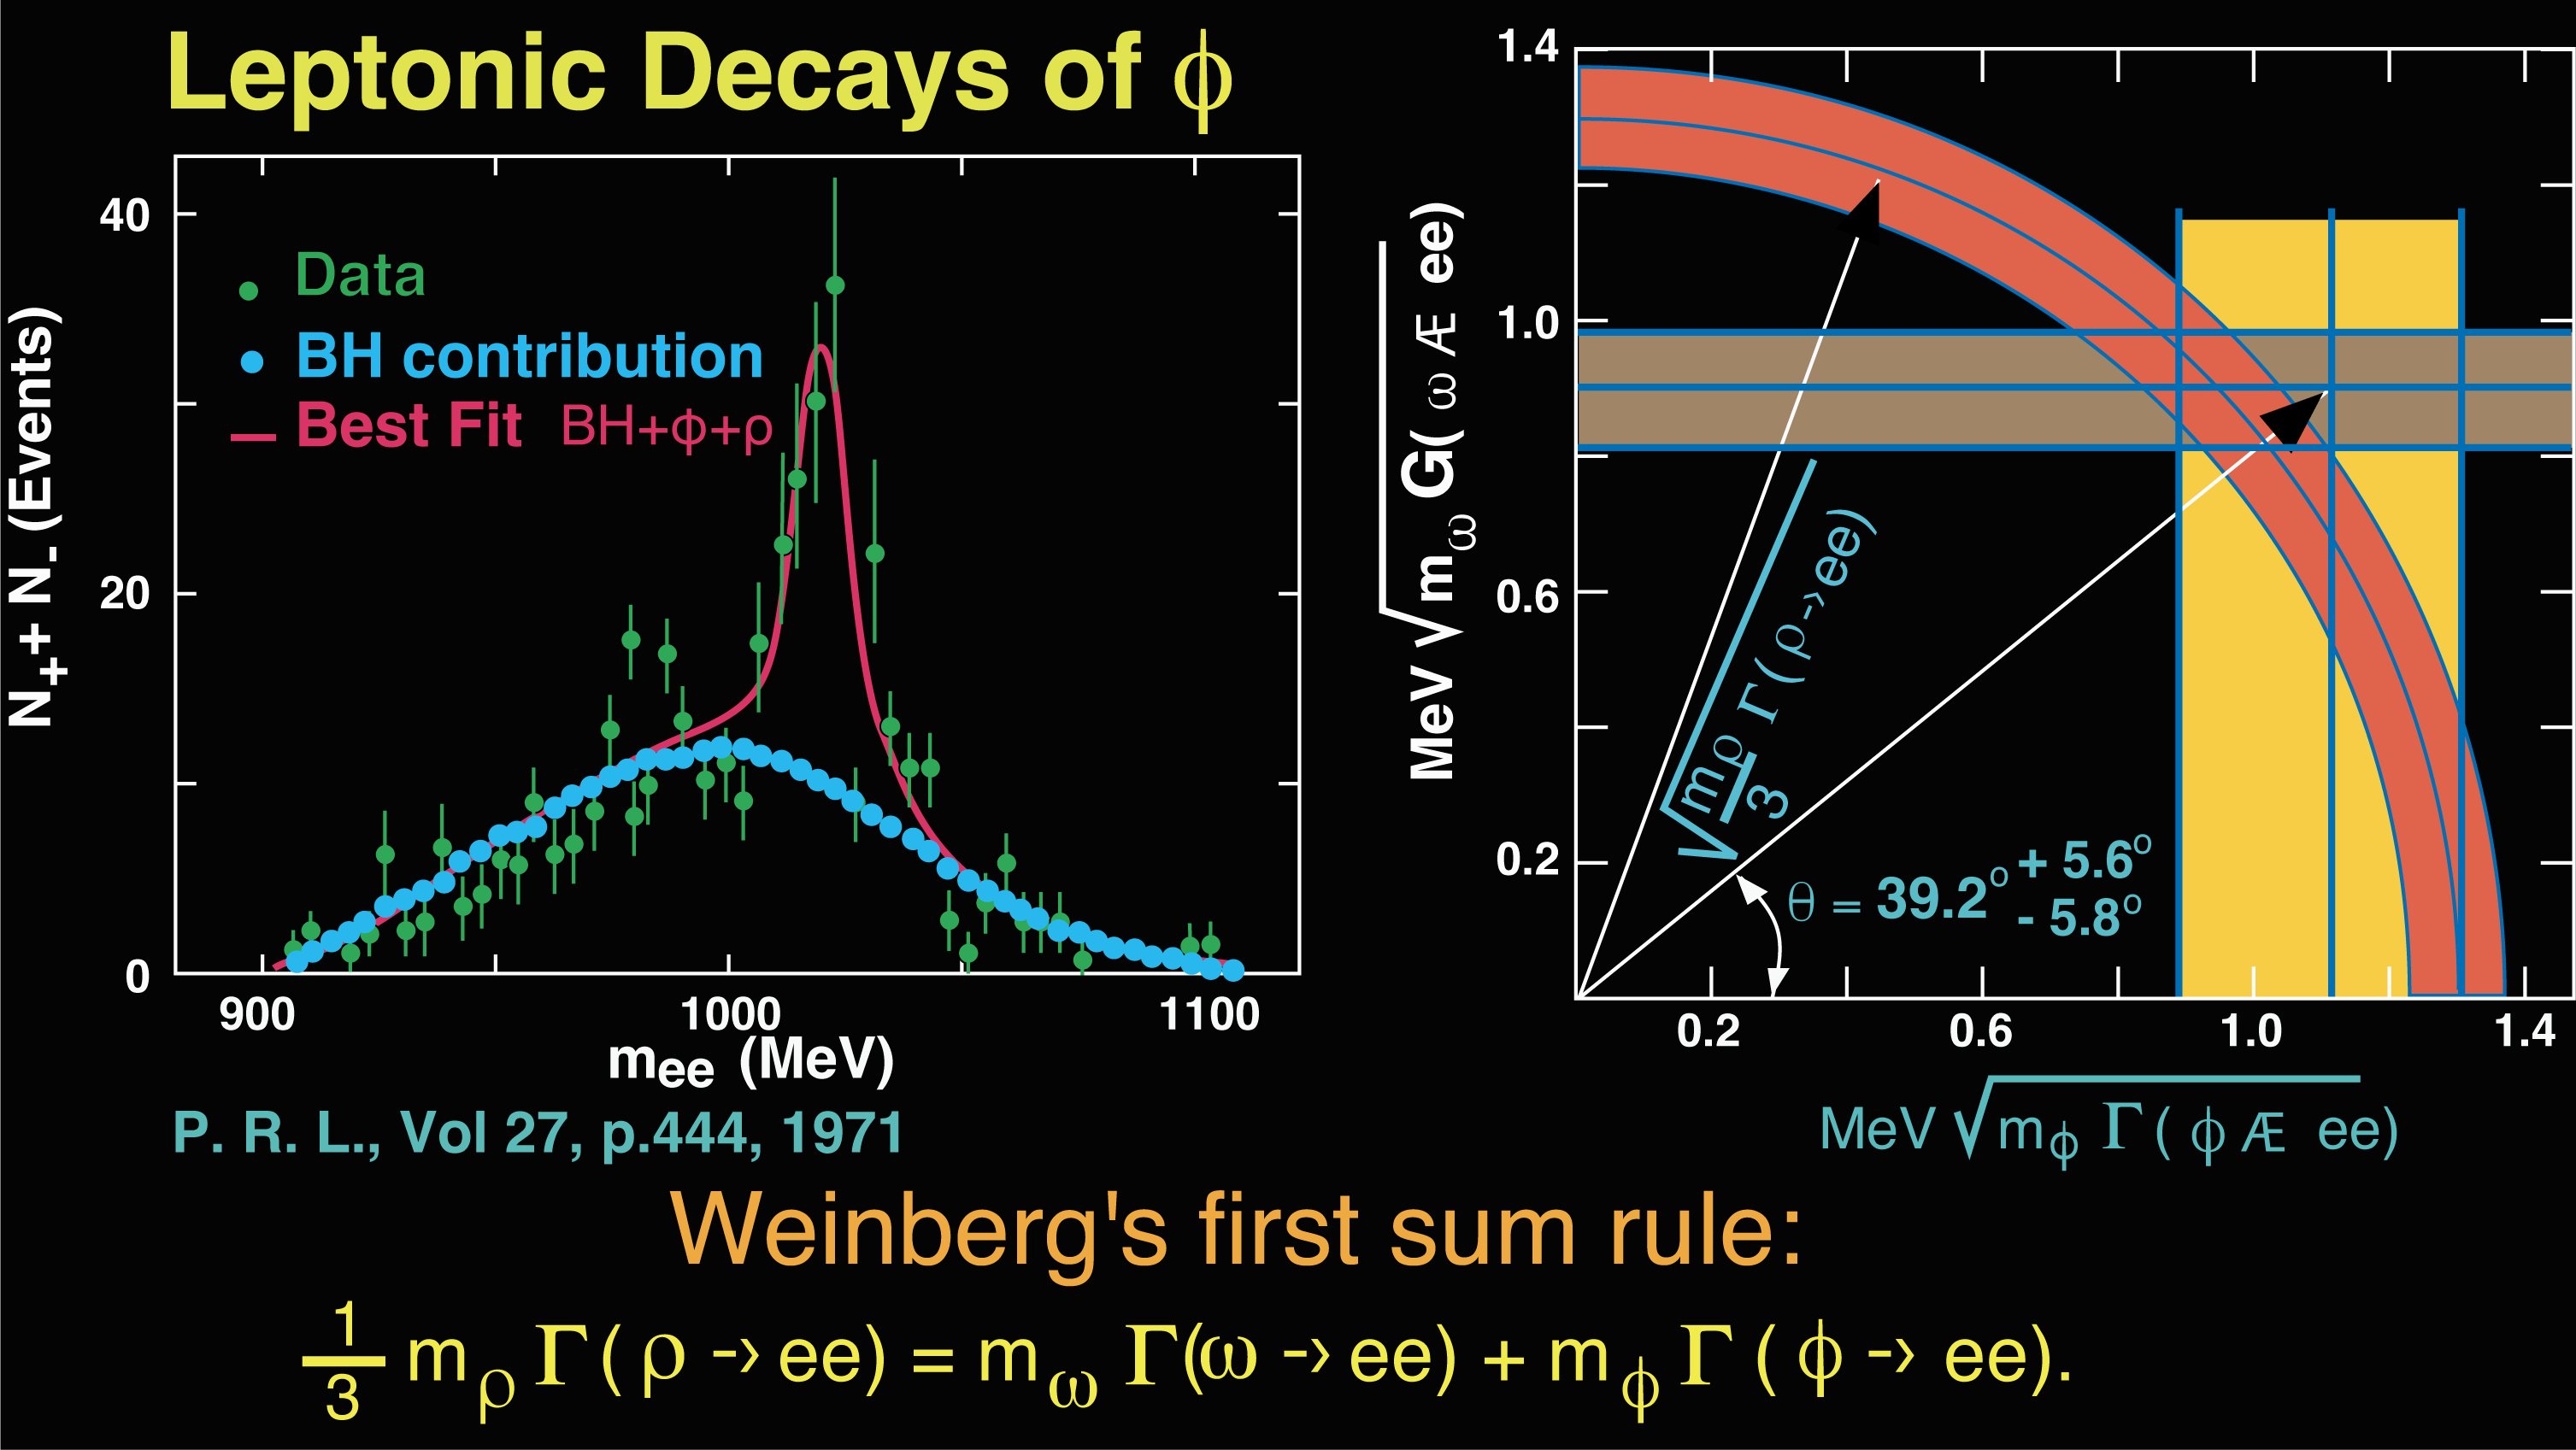 Leptonic Decays of ϕ
N₊+ N₋ (Events)
40
20
0
Data
BH contribution
Best Fit BH+ϕ+ρ
900
1000
1100
mee (MeV)
P. R. L., Vol 27, p.444, 1971
MeV √mω G( ω Æ ee)
1.4
1.0
0.6
0.2
√mρ/3 Γ ( ρ->ee)
θ = 39.2° + 5.6° - 5.8°
0.2
0.6
1.0
1.4
MeV √mϕ Γ ( ϕ Æ ee)
Weinberg's first sum rule:
1/3 mρ Γ ( ρ -> ee) = mω Γ(ω -> ee) + mϕ Γ ( ϕ -> ee).